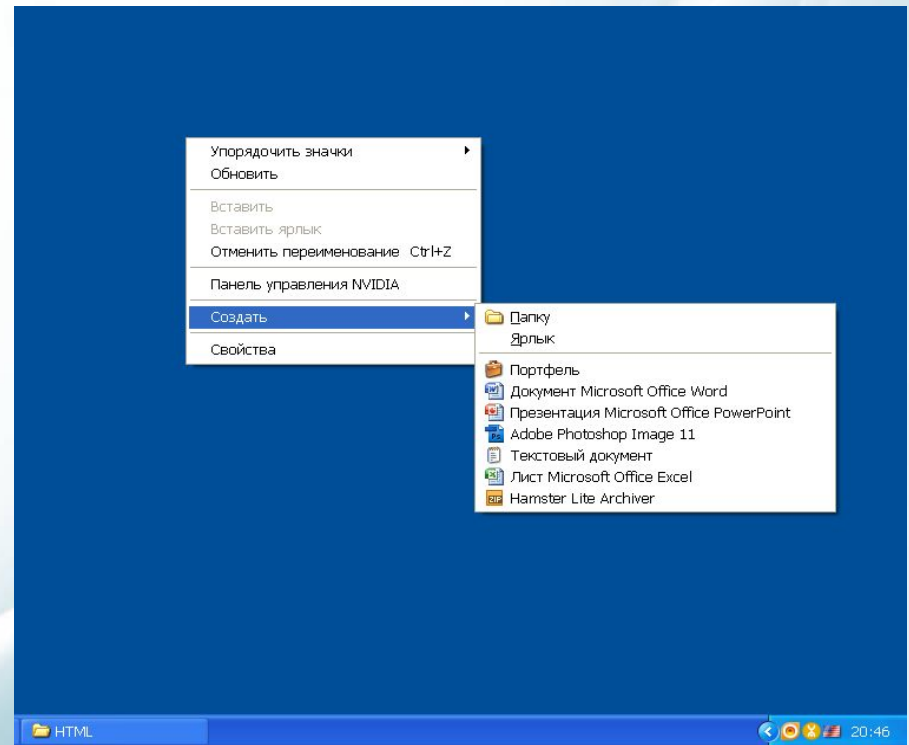 Упорядочить значки
Обновить
Вставить
Вставить ярлык
Отменить переименование Ctrl+Z
Панель управления NVIDIA
Создать
Свойства
Папку
Ярлык
Портфель
Документ Microsoft Office Word
Презентация Microsoft Office PowerPoint
Adobe Photoshop Image 11
Текстовый документ
Лист Microsoft Office Excel
Hamster Lite Archiver
HTML
20:46